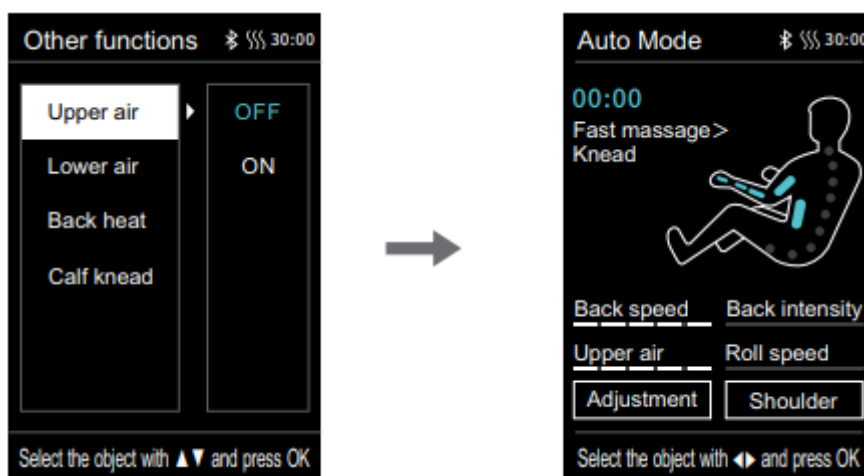 Other functions 30:00
Upper air OFF
Lower air ON
Back heat
Calf knead
Select the object with ▲▼ and press OK
Auto Mode 30:00
00:00
Fast massage>
Knead
Back speed Back intensity
Upper air Roll speed
Adjustment Shoulder
Select the object with ◀▶ and press OK